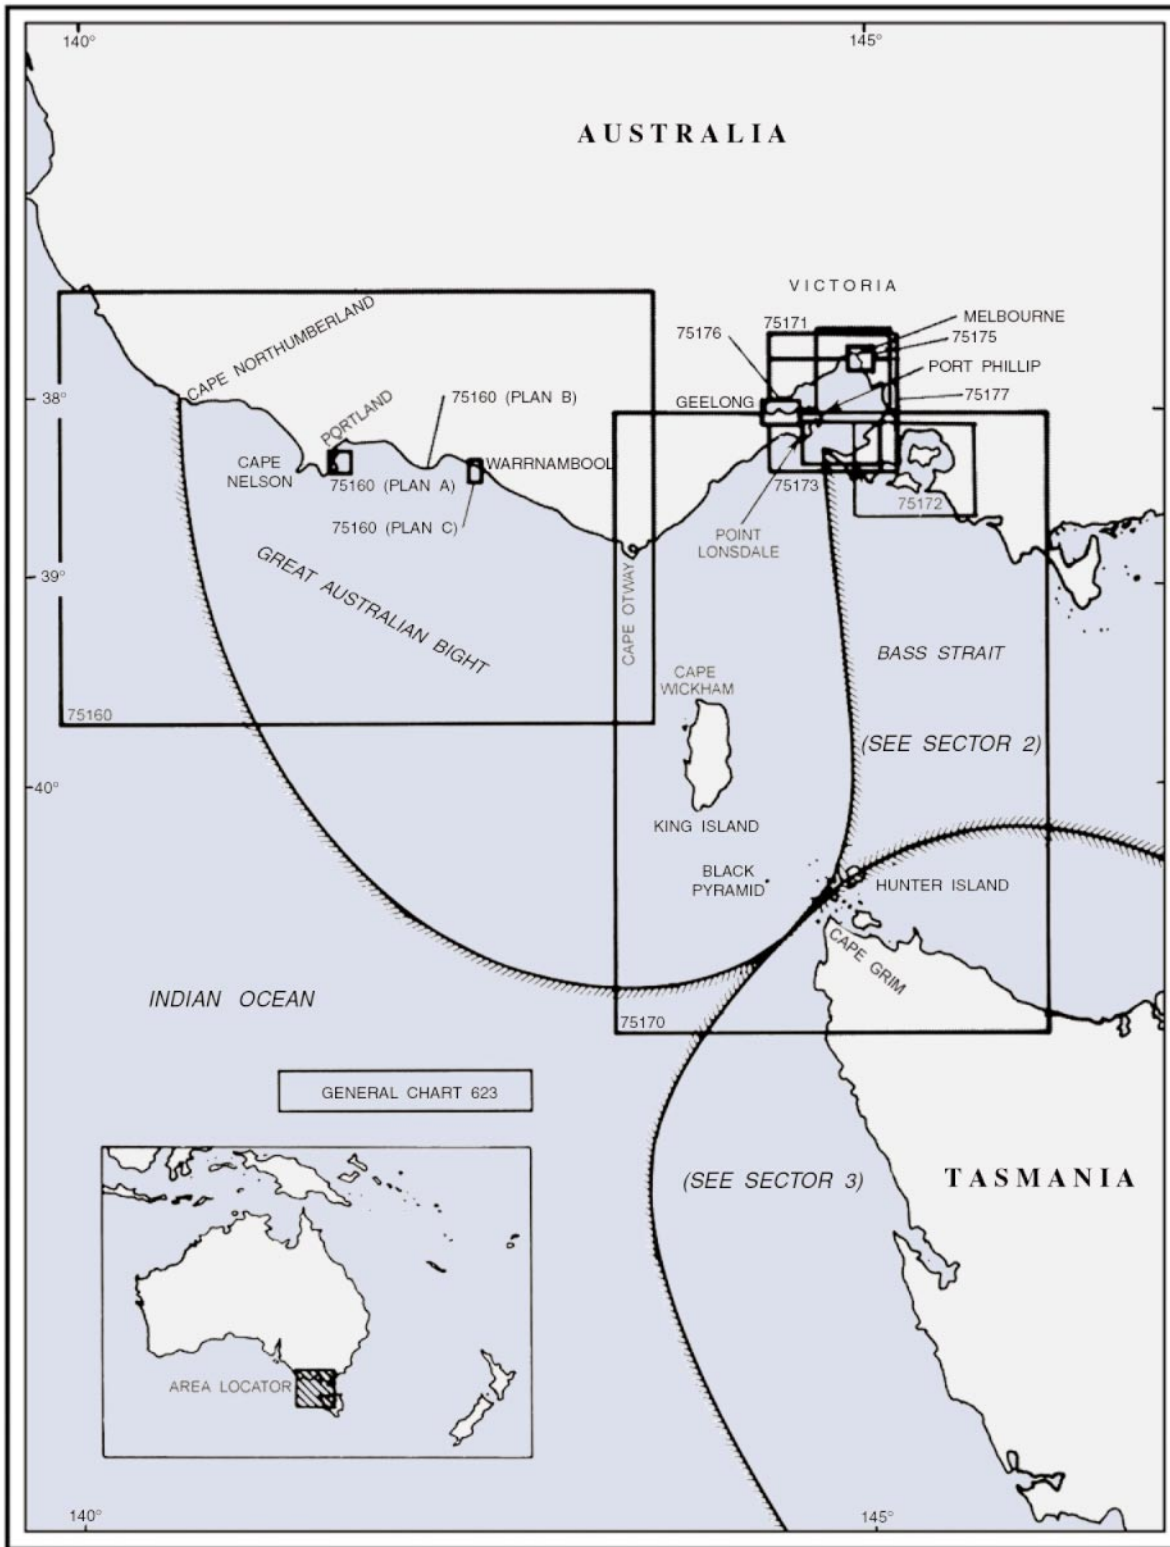 140°
145°
AUSTRALIA
VICTORIA
75171
MELBOURNE
75176
75175
CAPE NORTHUMBERLAND
PORT PHILLIP
38°
75177
GEELONG
75160 (PLAN B)
PORTLAND
CAPE
NELSON
WARRNAMBOOL
75160 (PLAN A)
75173
75172
75160 (PLAN C)
POINT
LONSDALE
GREAT AUSTRALIAN BIGHT
39°
CAPE OTWAY
BASS STRAIT
CAPE
WICKHAM
75160
(SEE SECTOR 2)
40°
KING ISLAND
BLACK
PYRAMID
HUNTER ISLAND
CAPE GRIM
INDIAN OCEAN
75170
GENERAL CHART 623
(SEE SECTOR 3)
TASMANIA
AREA LOCATOR
140°
145°